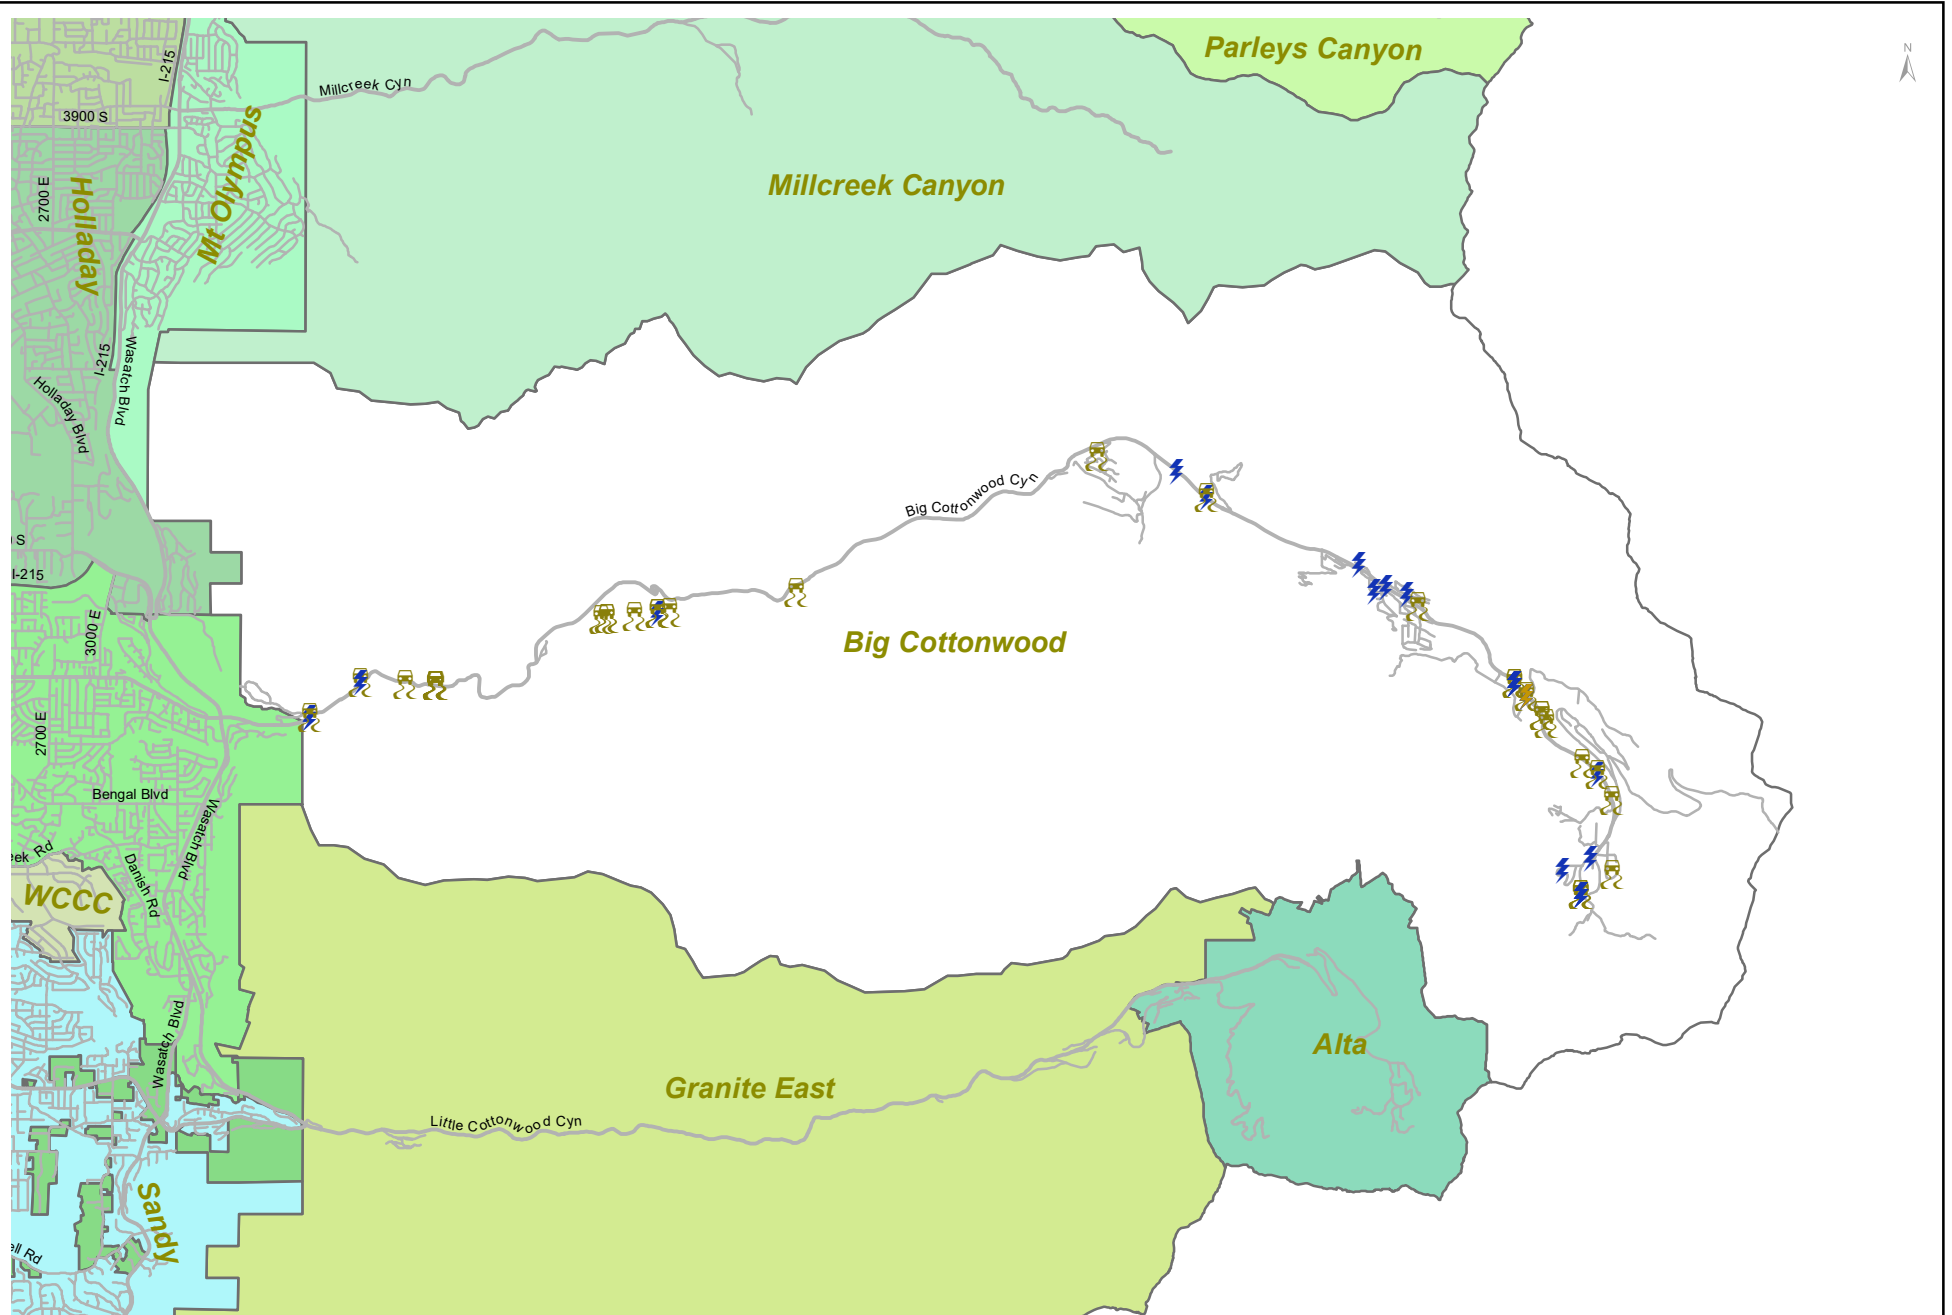 Parleys Canyon
N
I-215
Millcreek Cyn
3900 S
Mt Olympus
Millcreek Canyon
2700 E
Holladay
I-215
Wasatch Blvd
Holladay Blvd
Big Cottonwood Cyn
S
I-215
3000 E
Big Cottonwood
2700 E
Bengal Blvd
Wasatch Blvd
eek Rd
Danish Rd
WCCC
Wasatch Blvd
Alta
Granite East
Little Cottonwood Cyn
Sandy
ell Rd